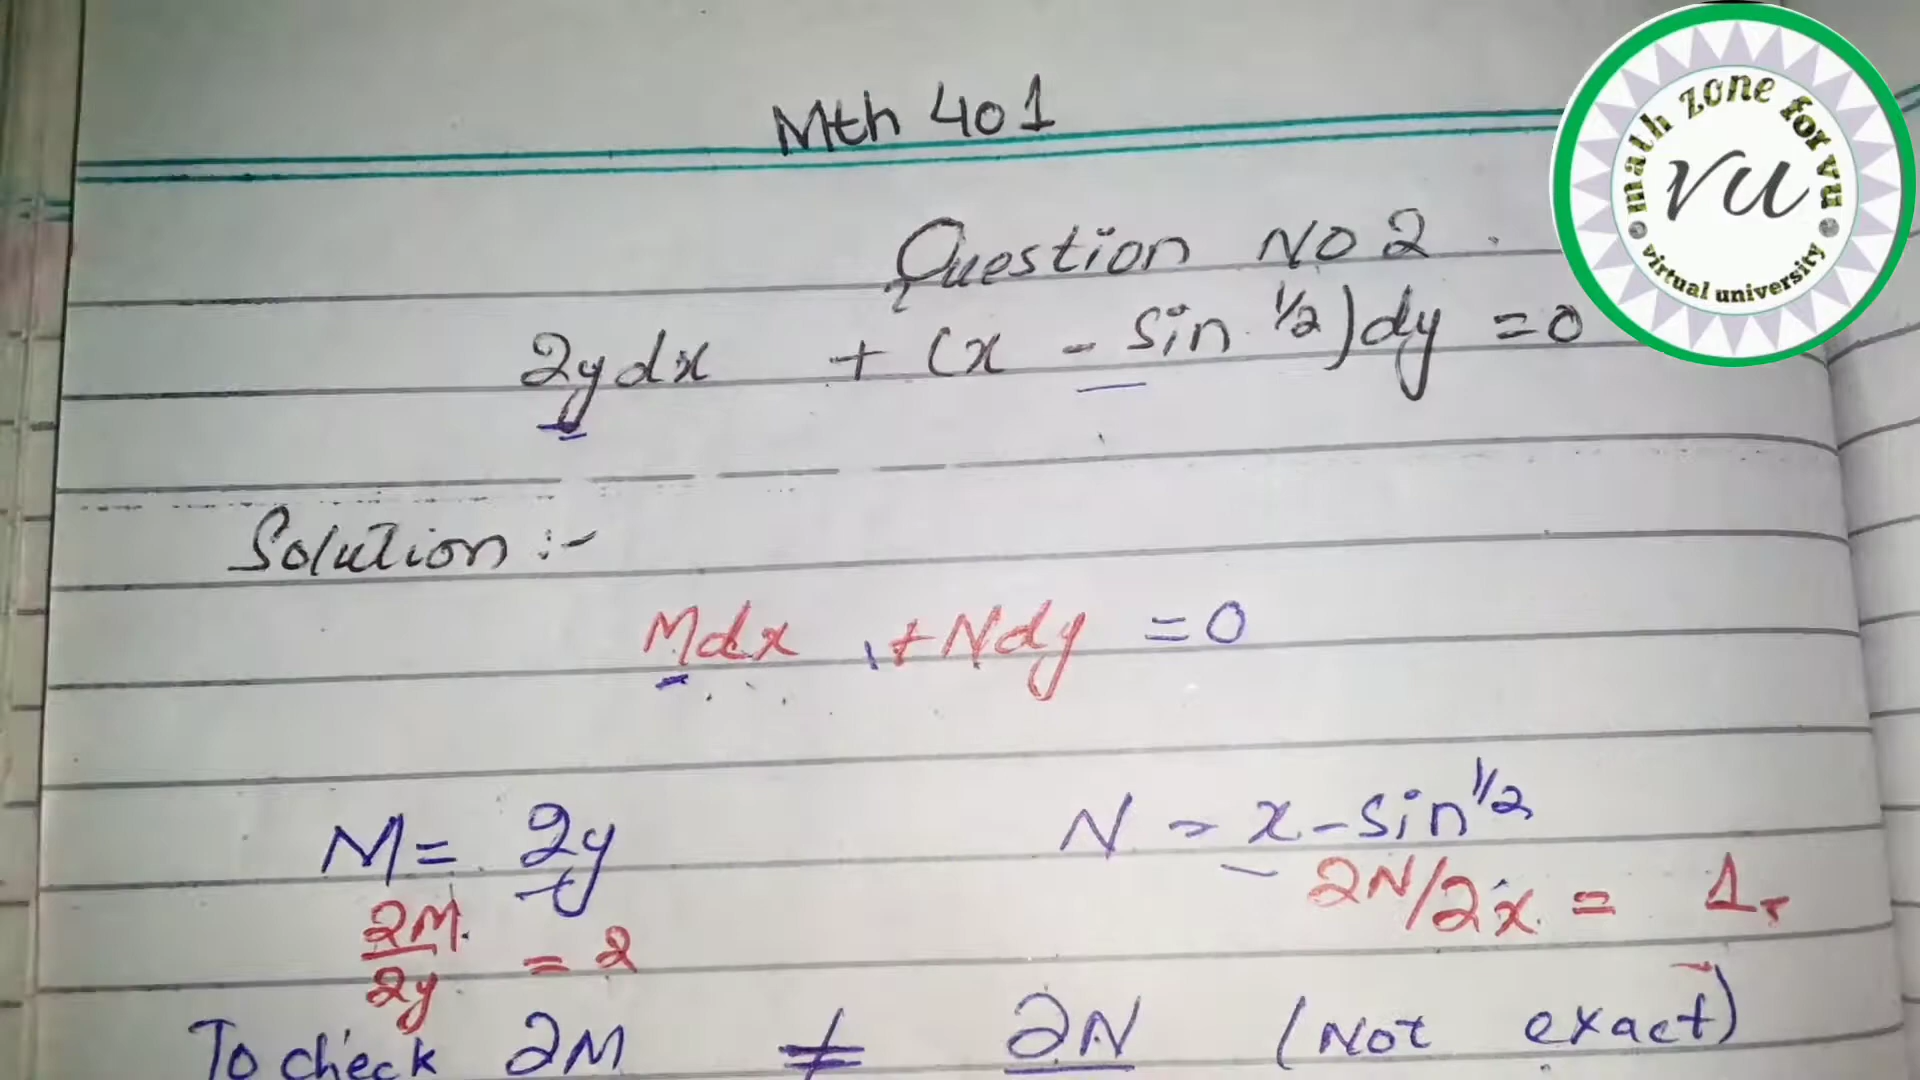 Mth 401
math zone for vu
vu
virtual university
Question NO 2
2y dx + (x - sin 1/2) dy = 0
Solution :-
Mdx + Ndy = 0
M = 2y
N = x - sin 1/2
∂M/∂y = 2
∂N/∂x = 1
To check ∂M ≠ ∂N (Not exact)